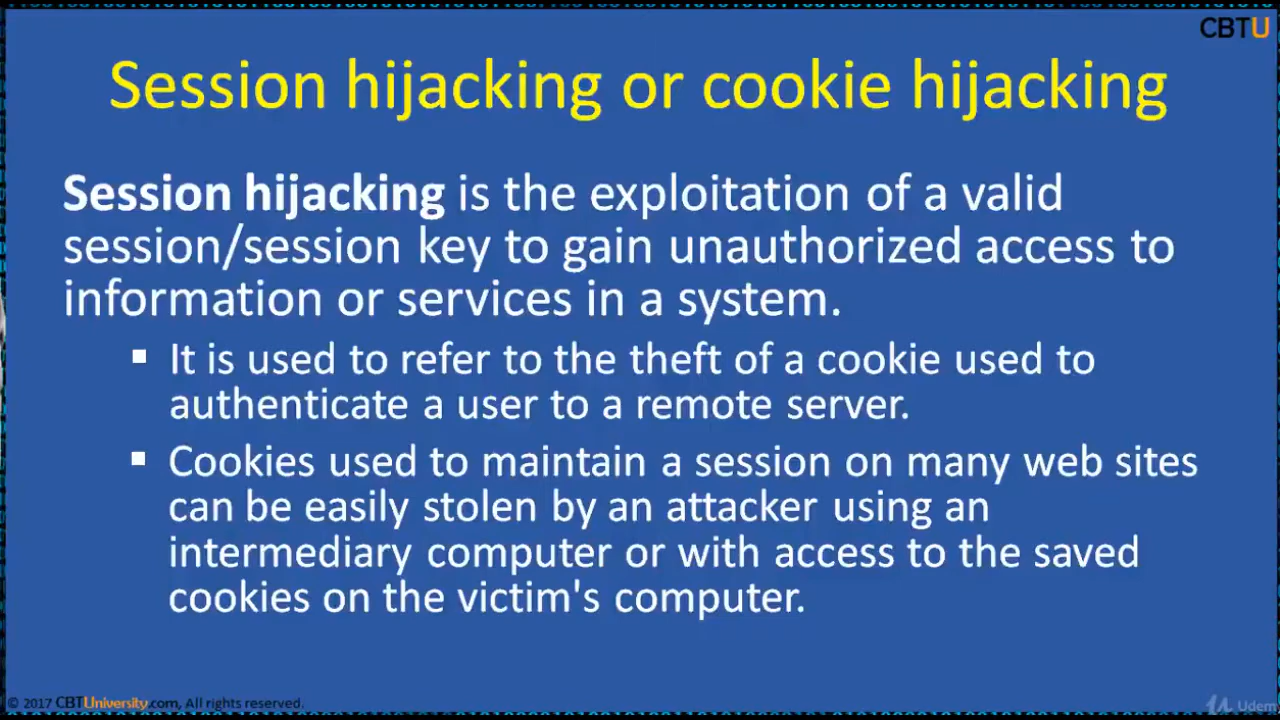 CBTU
Session hijacking or cookie hijacking
Session hijacking is the exploitation of a valid
session/session key to gain unauthorized access to
information or services in a system.
▪ It is used to refer to the theft of a cookie used to
authenticate a user to a remote server.
▪ Cookies used to maintain a session on many web sites
can be easily stolen by an attacker using an
intermediary computer or with access to the saved
cookies on the victim's computer.
© 2017 CBTUniversity.com, All rights reserved.
Udem